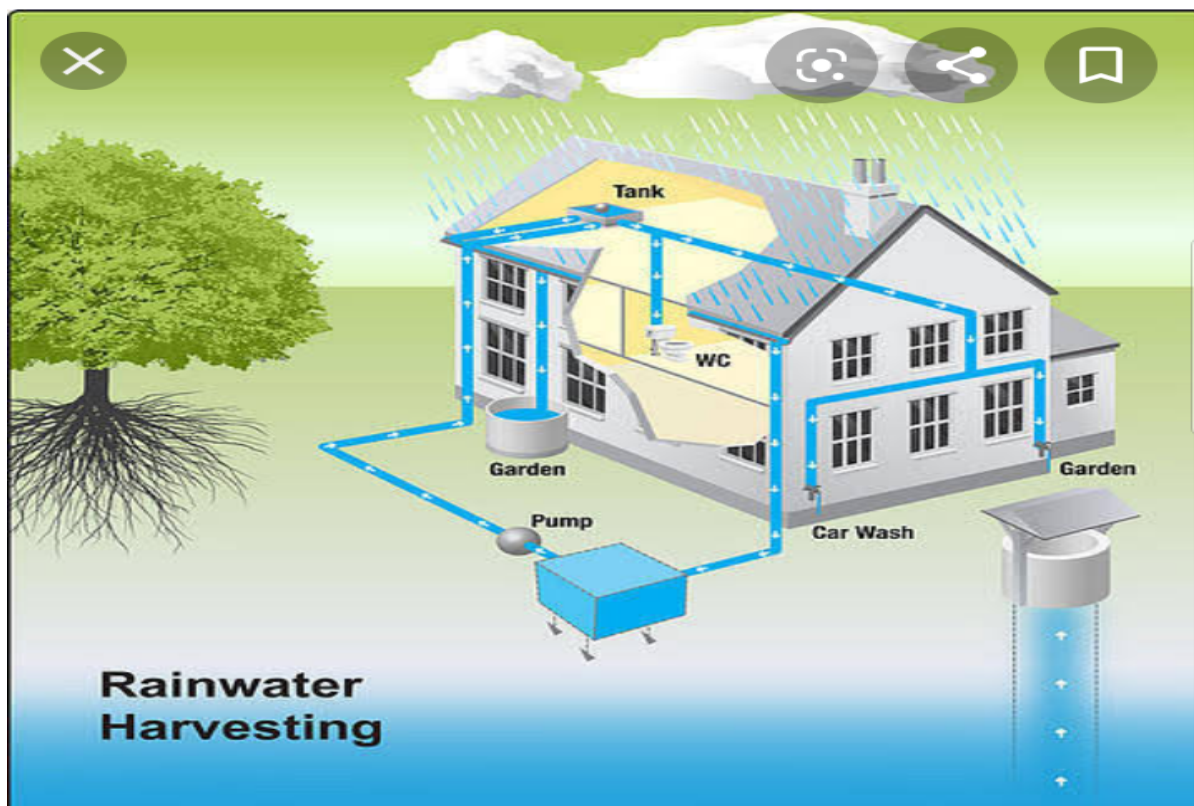 Tank
WC
Garden
Garden
Pump
Car Wash
Rainwater
Harvesting